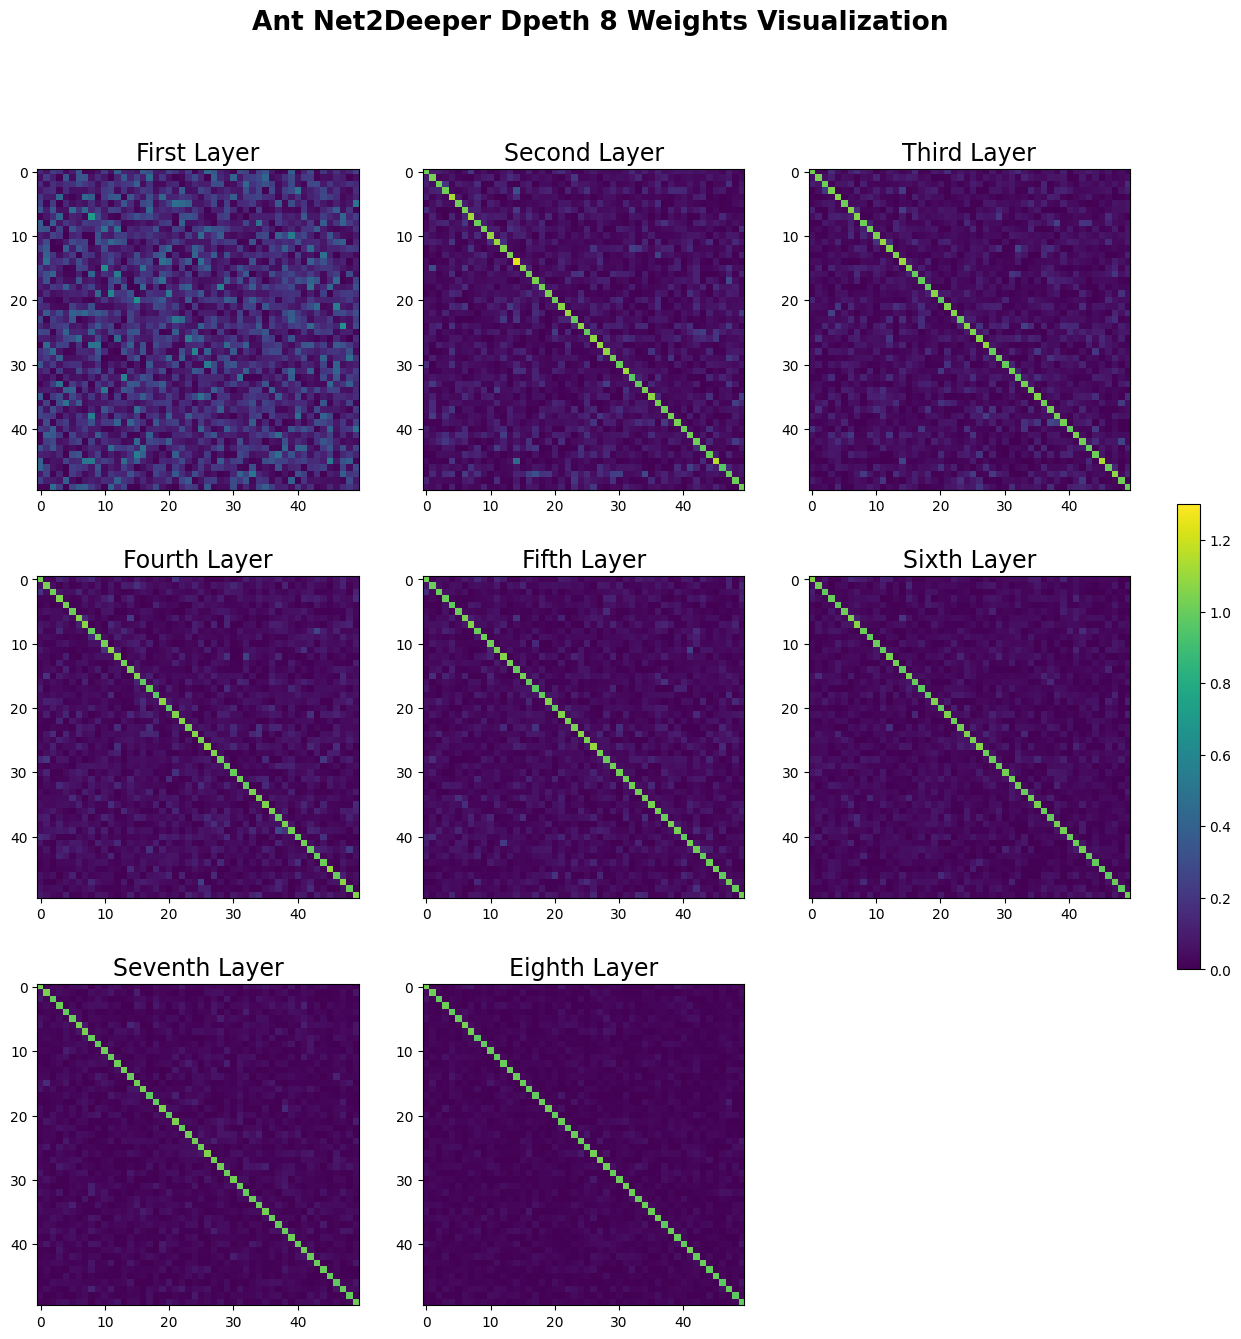 Ant Net2Deeper Dpeth 8 Weights Visualization
First Layer
0
10
20
30
40
0 10 20 30 40
Second Layer
0
10
20
30
40
0 10 20 30 40
Third Layer
0
10
20
30
40
0 10 20 30 40
Fourth Layer
0
10
20
30
40
0 10 20 30 40
Fifth Layer
0
10
20
30
40
0 10 20 30 40
Sixth Layer
0
10
20
30
40
0 10 20 30 40
Seventh Layer
0
10
20
30
40
0 10 20 30 40
Eighth Layer
0
10
20
30
40
0 10 20 30 40
1.2
1.0
0.8
0.6
0.4
0.2
0.0